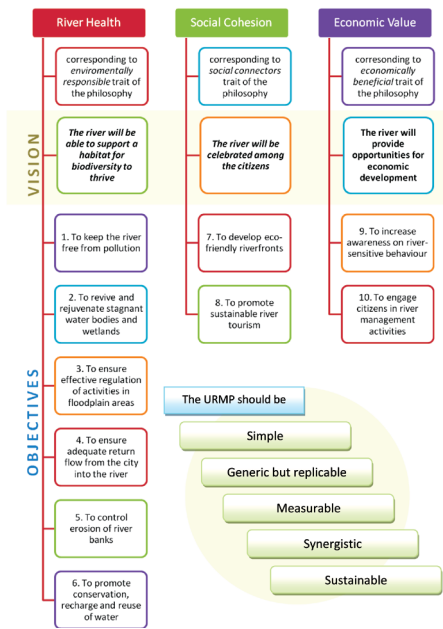 River Health
corresponding to
enviromentally
responsible trait of
the philosophy
The river will be
able to support a
habitat for
biodiversity to
thrive
1. To keep the river
free from pollution
2. To revive and
rejuvenate stagnant
water bodies and
wetlands
3. To ensure
effective regulation
of activities in
floodplain areas
4. To ensure
adequate return
flow from the city
into the river
5. To control
erosion of river
banks
6. To promote
conservation,
recharge and reuse
of water
Social Cohesion
corresponding to
social connectors
trait of the
philosophy
The river will be
celebrated among
the citizens
7. To develop eco-
friendly riverfronts
8. To promote
sustainable river
tourism
Economic Value
corresonding to
economically
beneficial trait of
the philosophy
The river will
provide
opportunities for
economic
development
9. To increase
awareness on river-
sensitive behaviour
10. To engage
citizens in river
management
activities
VISION
OBJECTIVES
The URMP should be
Simple
Generic but replicable
Measurable
Synergistic
Sustainable